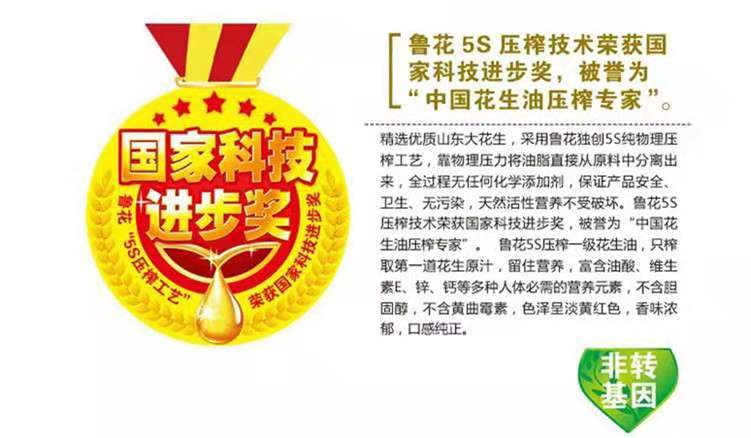 国家科技
进步奖
鲁花“5S压榨工艺”荣获国家科技进步奖
鲁花 5S 压榨技术荣获国
家科技进步奖，被誉为
“中国花生油压榨专家”。
精选优质山东大花生，采用鲁花独创5S纯物理压
榨工艺，靠物理压力将油脂直接从原料中分离出
来，全过程无任何化学添加剂，保证产品安全、
卫生、无污染，天然活性营养不受破坏。鲁花5S
压榨技术荣获国家科技进步奖，被誉为“中国花
生油压榨专家”。 鲁花5S压榨一级花生油，只榨
取第一道花生原汁，留住营养，富含油酸、维生
素E、锌、钙等多种人体必需的营养元素，不含胆
固醇，不含黄曲霉素，色泽呈淡黄红色，香味浓
郁，口感纯正。
非转
基因